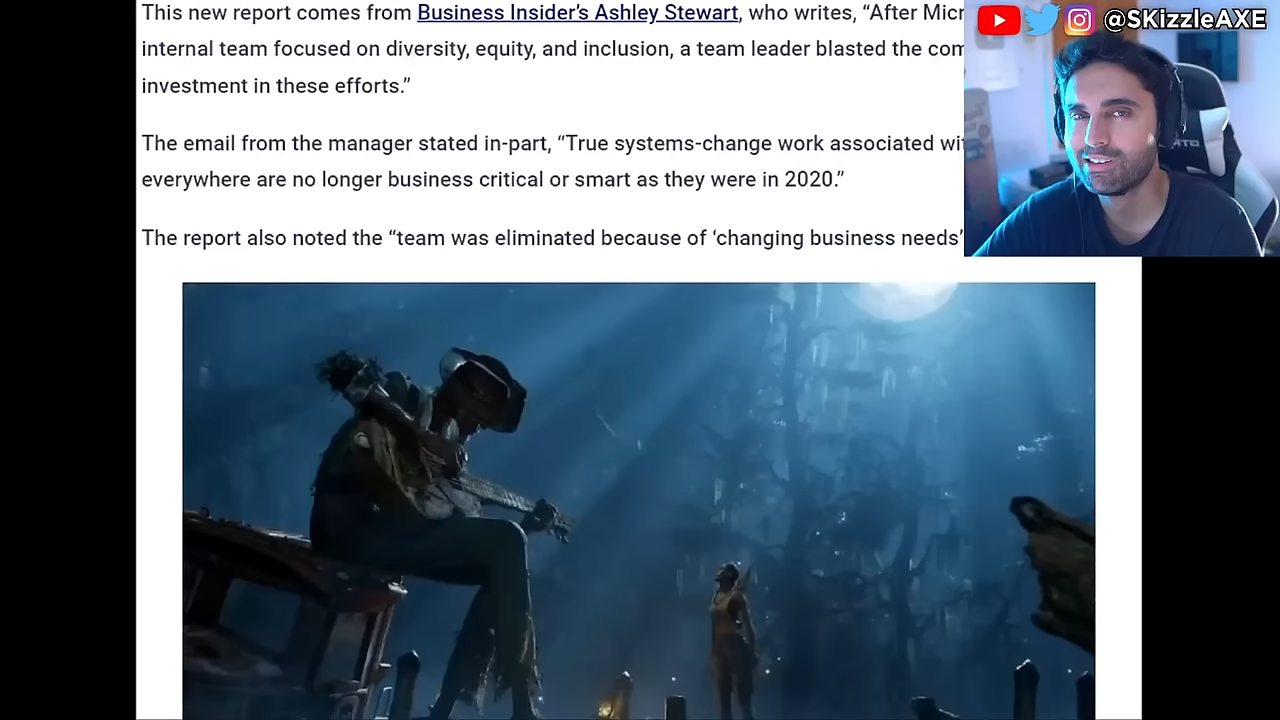 This new report comes from Business Insider’s Ashley Stewart, who writes, “After Micr
internal team focused on diversity, equity, and inclusion, a team leader blasted the com
investment in these efforts.”
The email from the manager stated in-part, “True systems-change work associated wi
everywhere are no longer business critical or smart as they were in 2020.”
The report also noted the “team was eliminated because of ‘changing business needs’
@SKizzleAXE